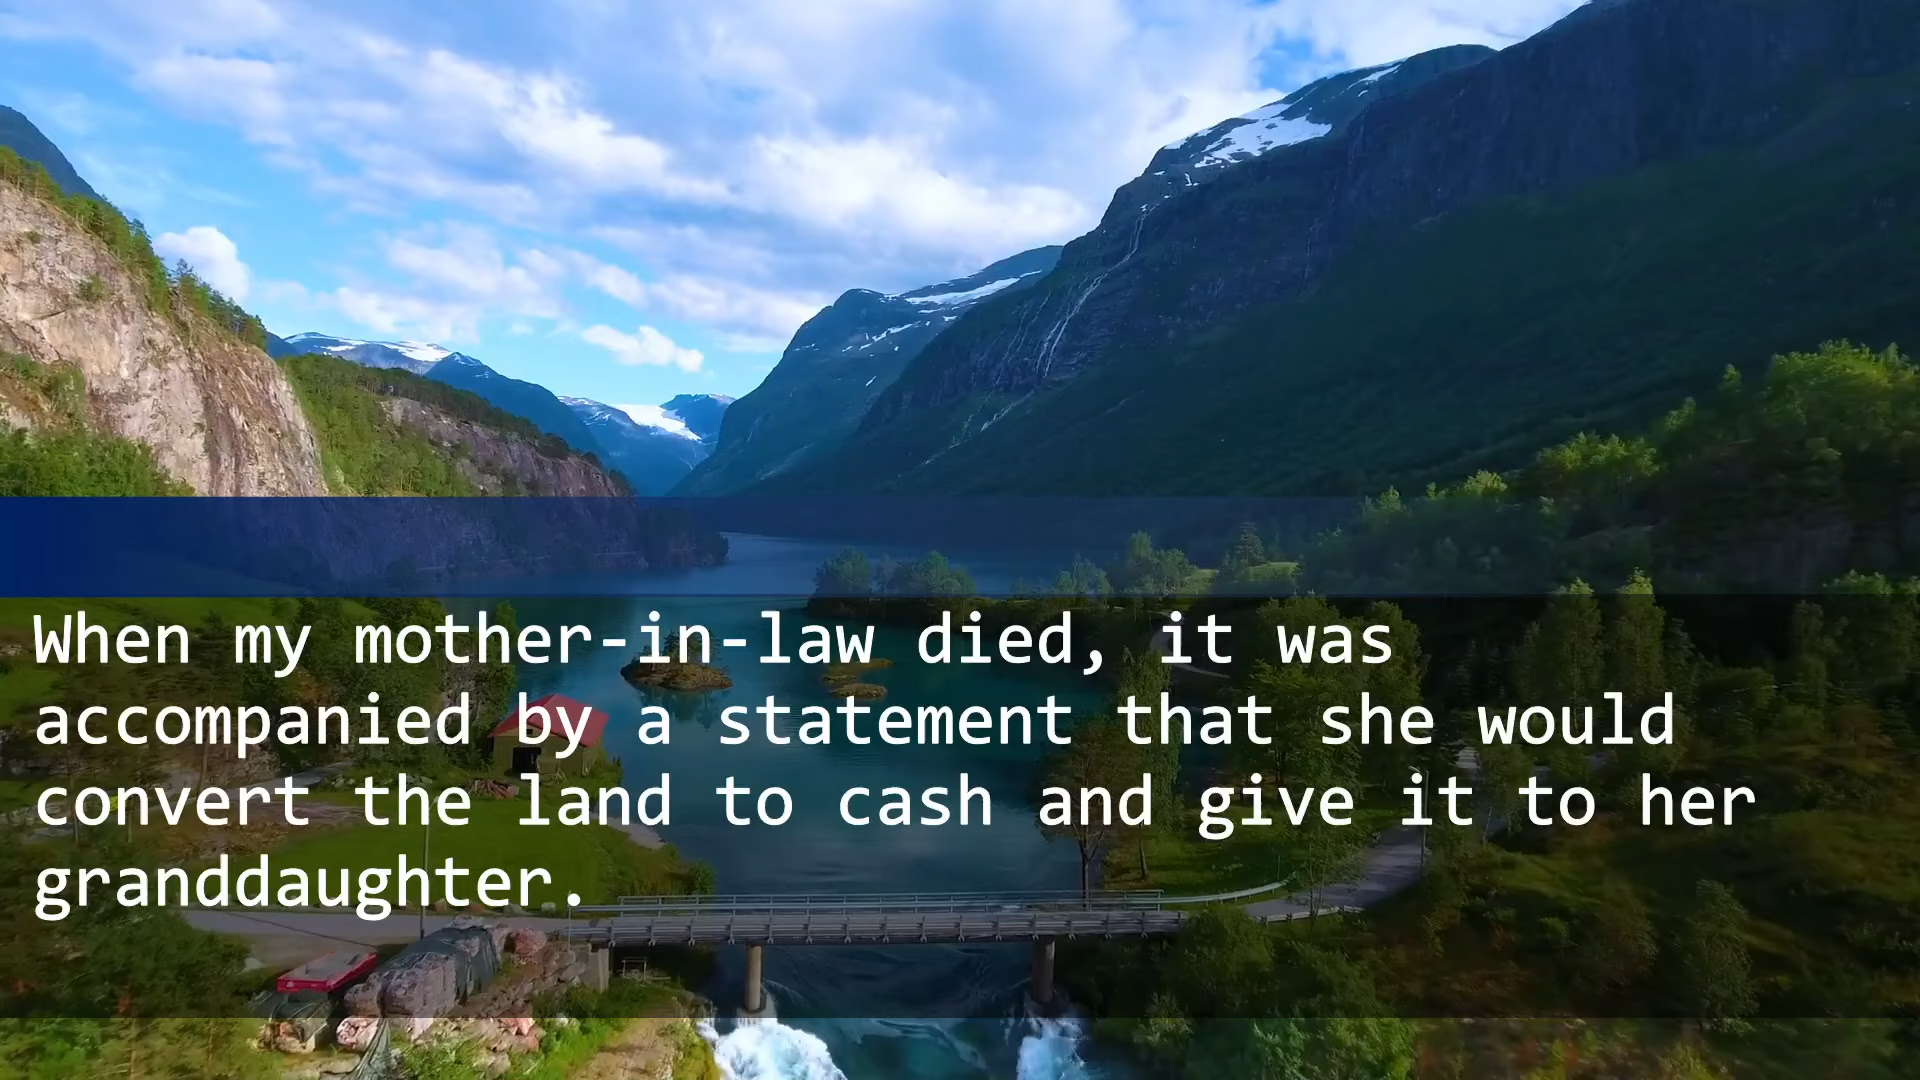 When my mother-in-law died, it was
accompanied by a statement that she would
convert the land to cash and give it to her
granddaughter.